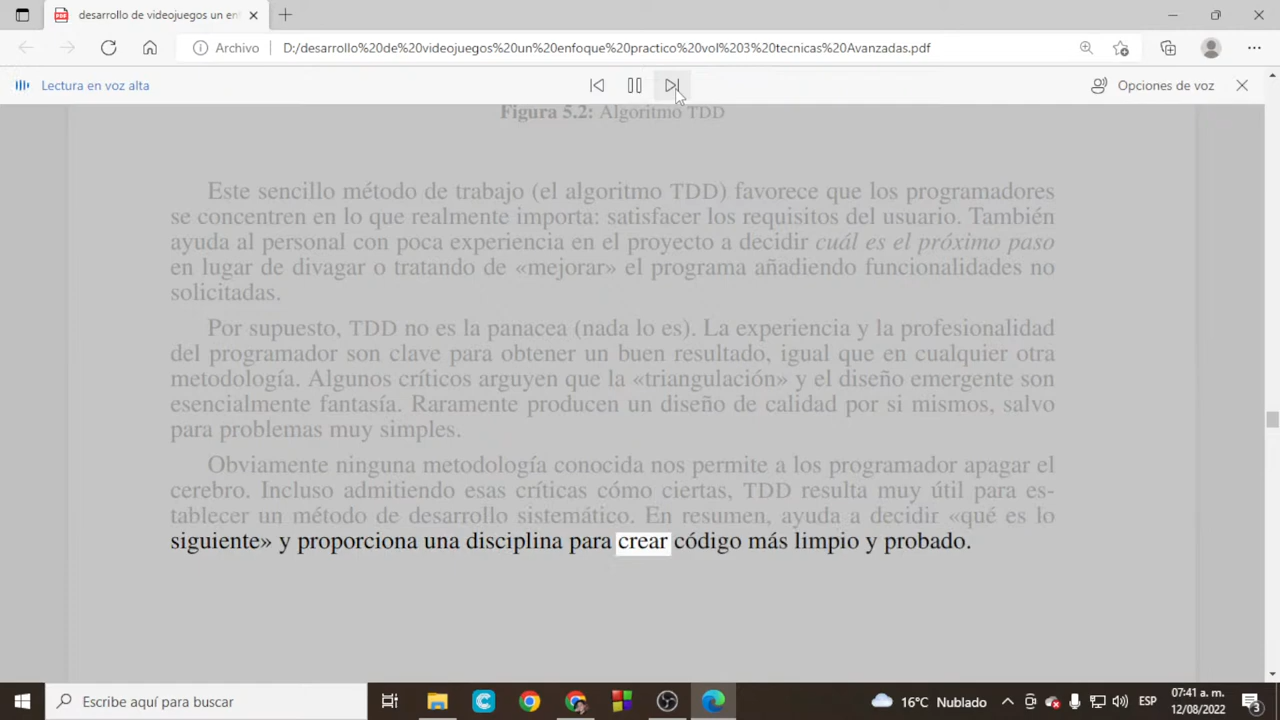 desarrollo de videojuegos un en
Archivo
D:/desarrollo%20de%20videojuegos%20un%20enfoque%20practico%20vol%203%20tecnicas%20Avanzadas.pdf
Lectura en voz alta
Opciones de voz
Figura 5.2: Algoritmo TDD
Este sencillo método de trabajo (el algoritmo TDD) favorece que los programadores
se concentren en lo que realmente importa: satisfacer los requisitos del usuario. También
ayuda al personal con poca experiencia en el proyecto a decidir cuál es el próximo paso
en lugar de divagar o tratando de «mejorar» el programa añadiendo funcionalidades no
solicitadas.
Por supuesto, TDD no es la panacea (nada lo es). La experiencia y la profesionalidad
del programador son clave para obtener un buen resultado, igual que en cualquier otra
metodología. Algunos críticos arguyen que la «triangulación» y el diseño emergente son
esencialmente fantasía. Raramente producen un diseño de calidad por si mismos, salvo
para problemas muy simples.
Obviamente ninguna metodología conocida nos permite a los programador apagar el
cerebro. Incluso admitiendo esas críticas cómo ciertas, TDD resulta muy útil para es-
tablecer un método de desarrollo sistemático. En resumen, ayuda a decidir «qué es lo
siguiente» y proporciona una disciplina para crear código más limpio y probado.
Escribe aquí para buscar
16°C Nublado
ESP
07:41 a. m.
12/08/2022
3